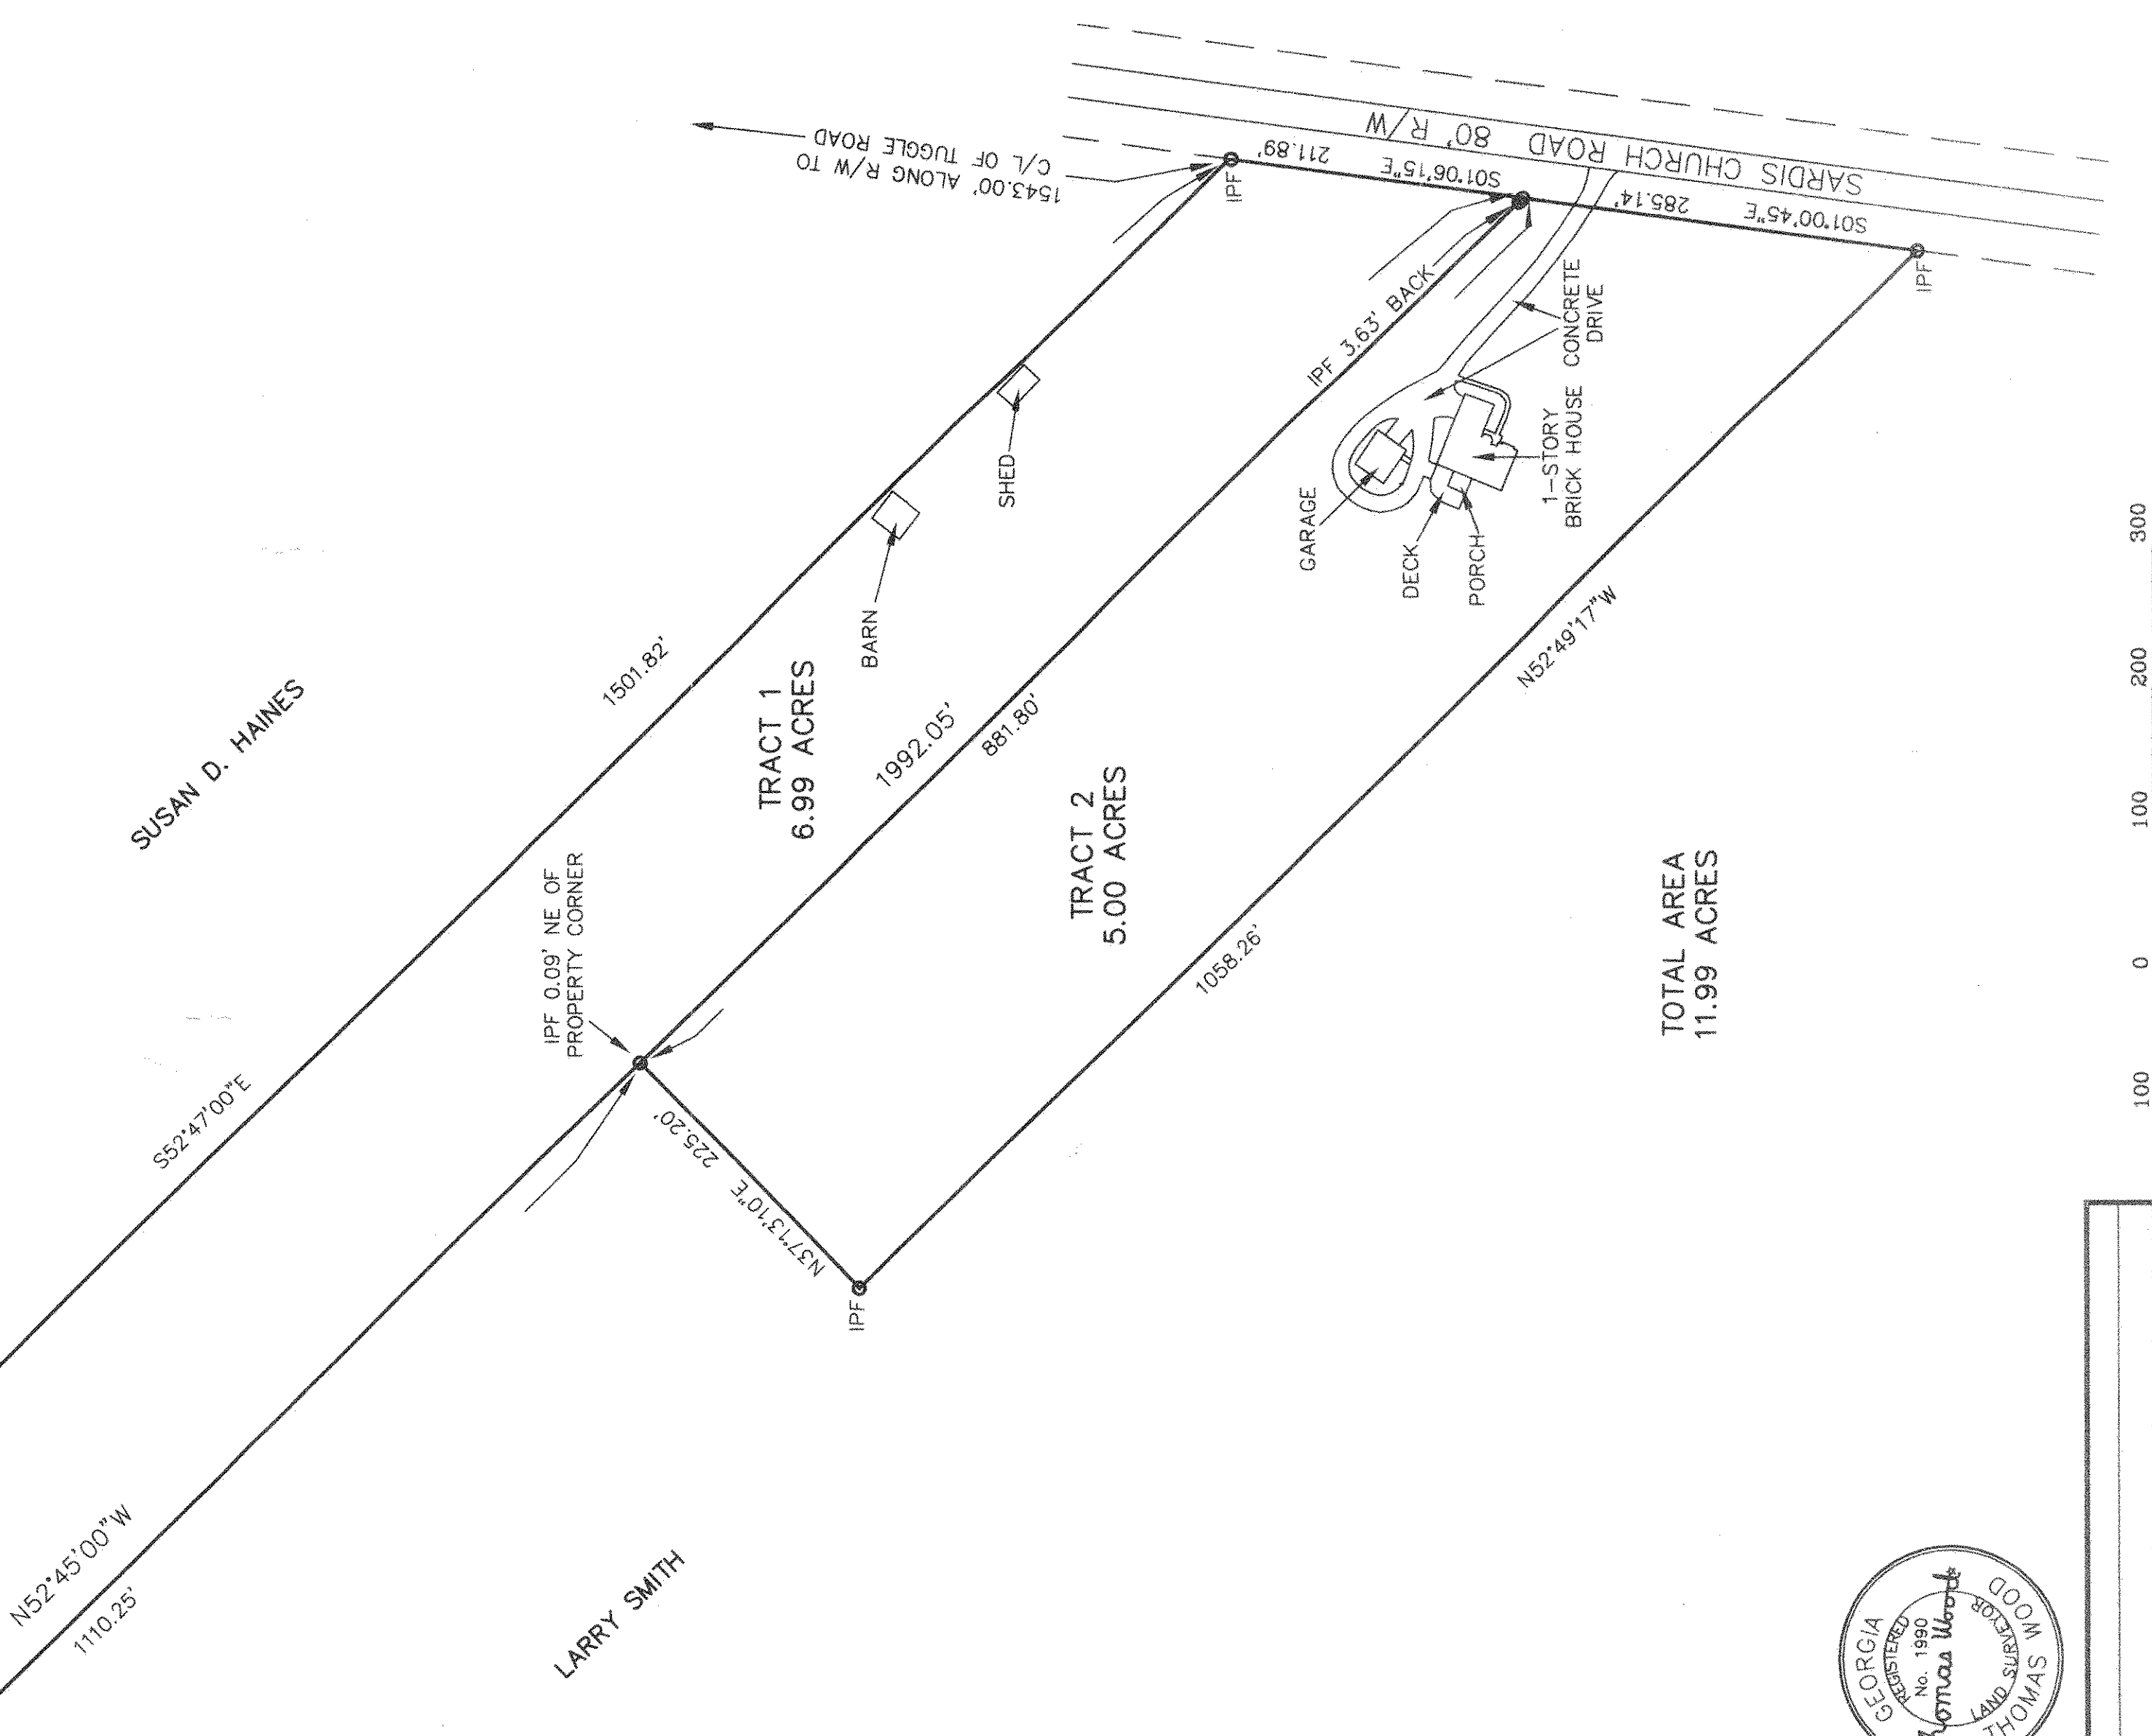 SUSAN D. HAINES
1543.00' ALONG R/W TO
C/L OF TUGGLE ROAD
SARDIS CHURCH ROAD 80' R/W
IPF
211.89'
S01°06'15"E
285.14'
S01°00'45"E
IPF
IPF 3.63' BACK
CONCRETE
DRIVE
SHED
BARN
GARAGE
DECK
PORCH
1-STORY
BRICK HOUSE
1501.82'
TRACT 1
6.99 ACRES
1992.05'
881.80'
N52°49'17"W
TRACT 2
5.00 ACRES
IPF 0.09' NE OF
PROPERTY CORNER
1058.26'
S52°47'00"E
225.20'
N37°13'10"E
IPF
TOTAL AREA
11.99 ACRES
N52°45'00"W
1110.25'
LARRY SMITH
100 0 100 200 300
GEORGIA
REGISTERED
No. 1990
Thomas Wood
LAND SURVEYOR
THOMAS WOOD